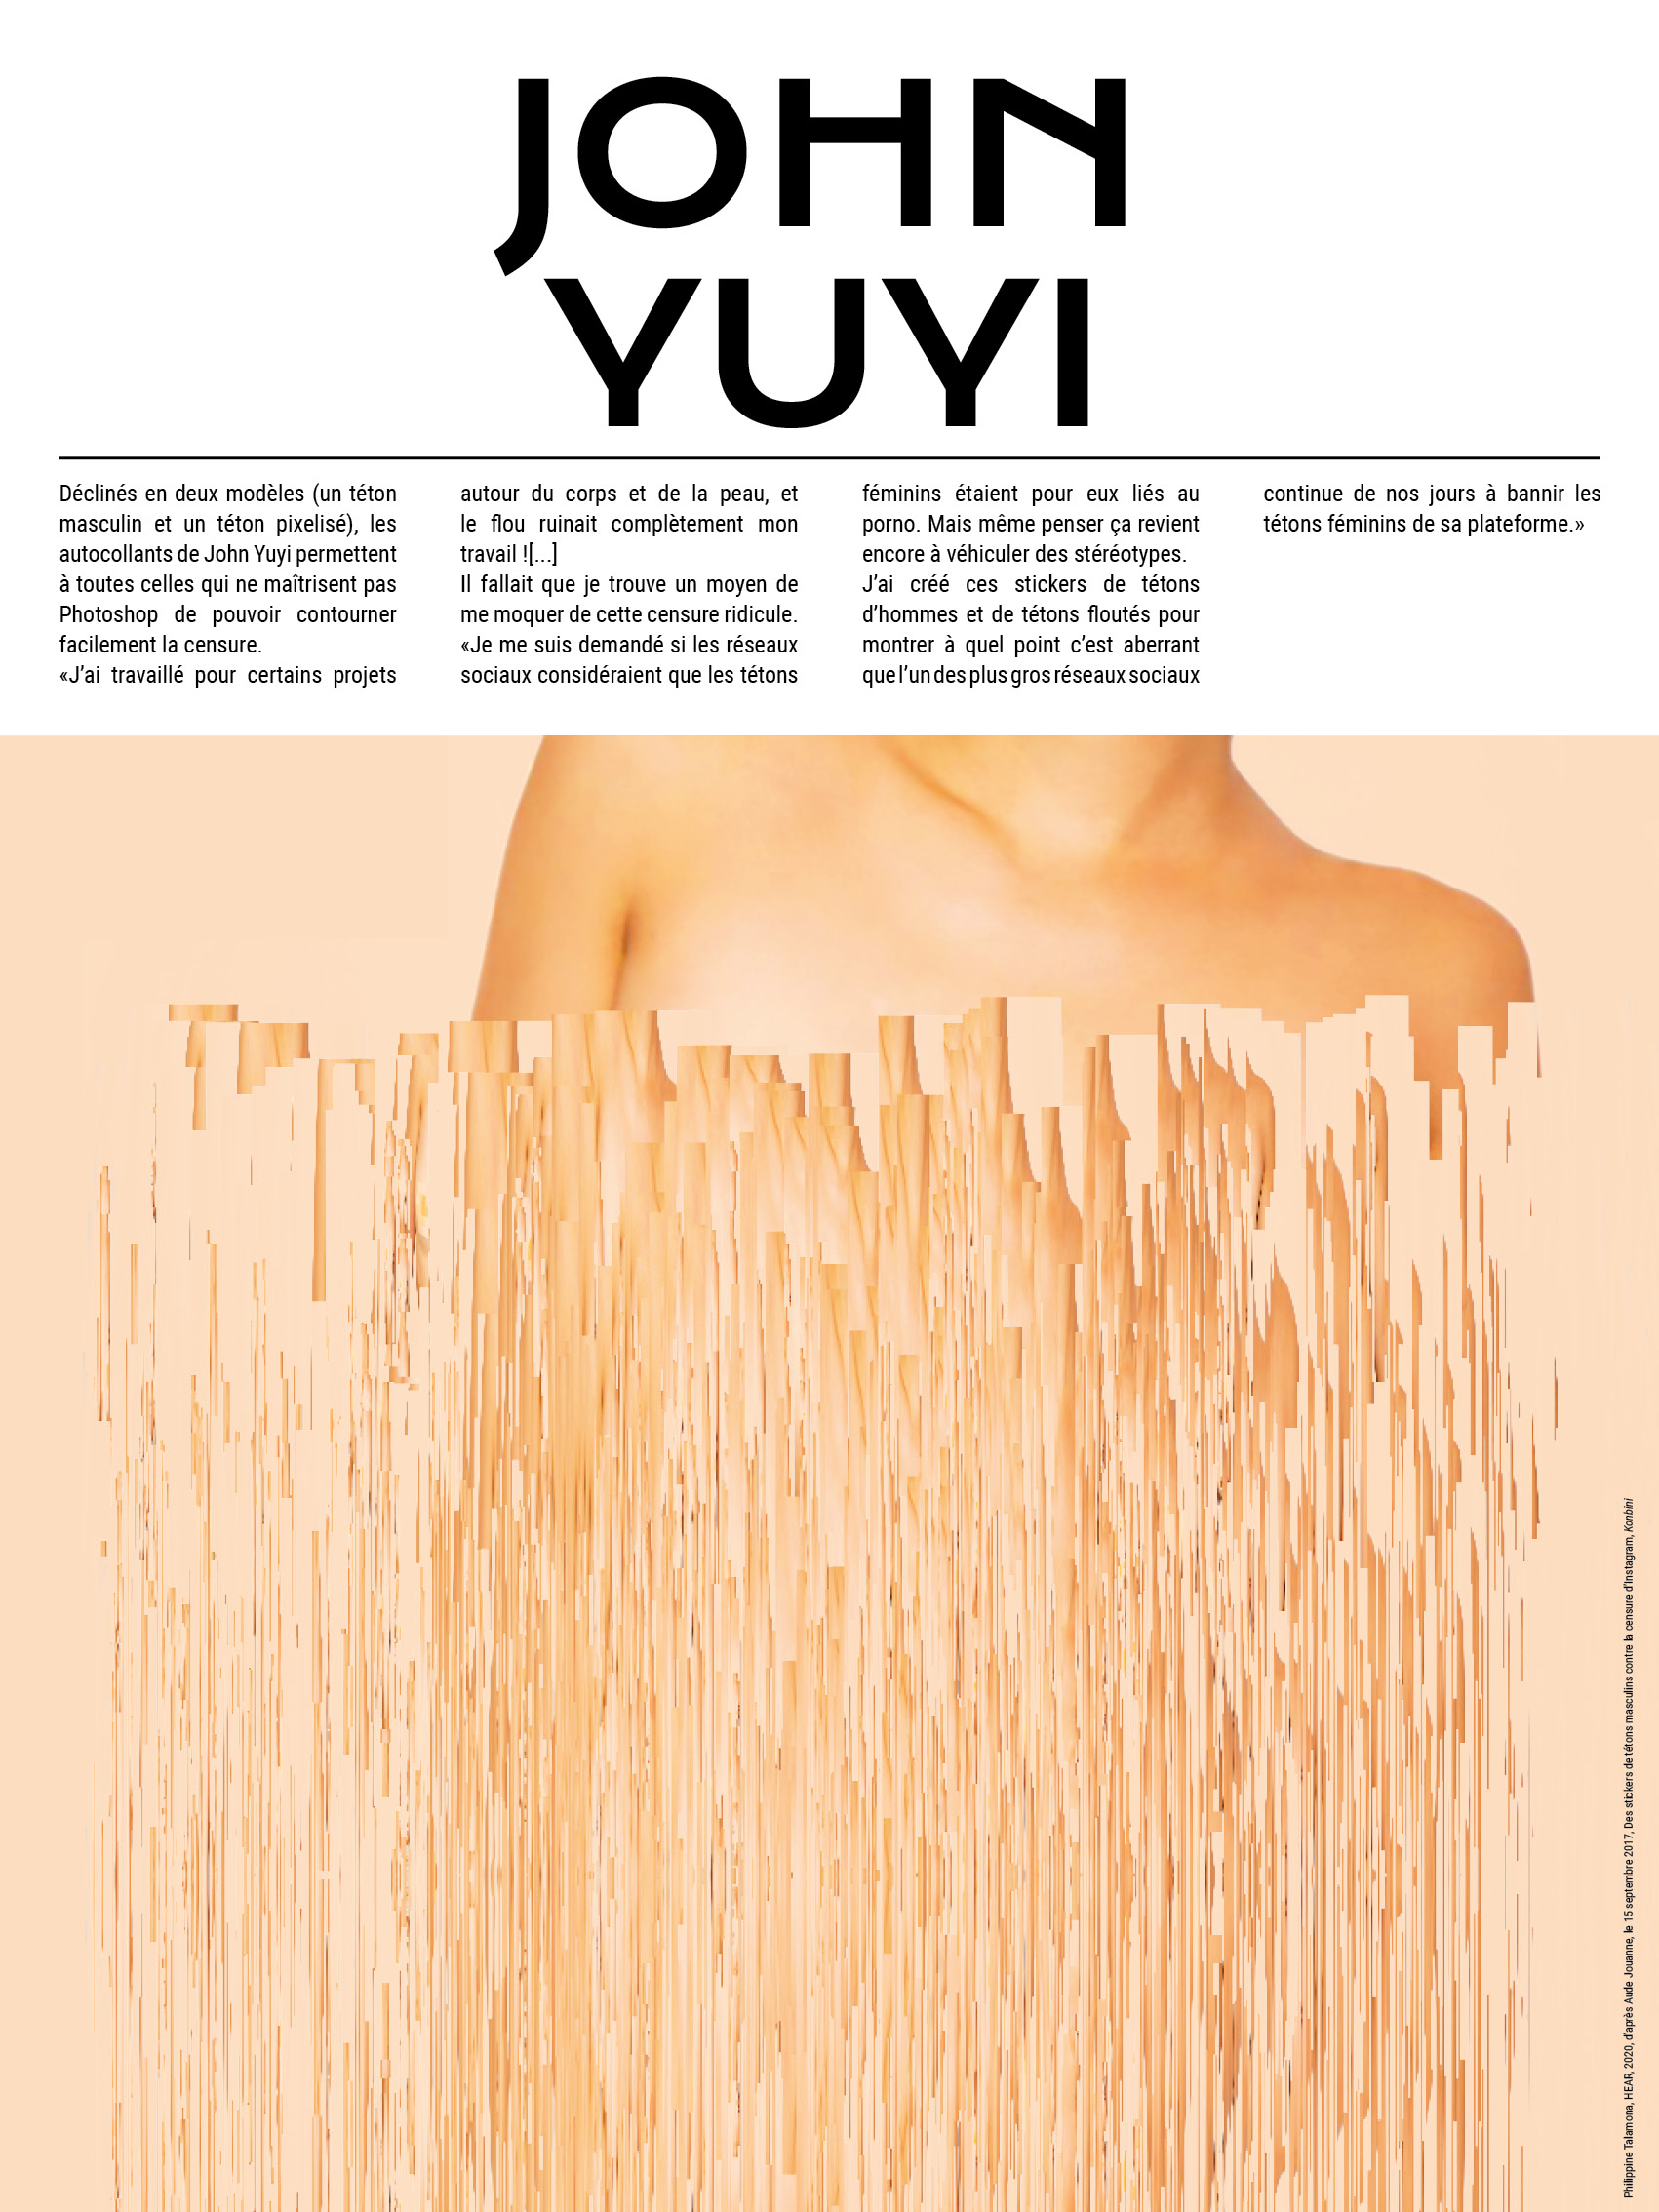 JOHN
YUYI
Déclinés en deux modèles (un téton
masculin et un téton pixelisé), les
autocollants de John Yuyi permettent
à toutes celles qui ne maîtrisent pas
Photoshop de pouvoir contourner
facilement la censure.
«J’ai travaillé pour certains projets
autour du corps et de la peau, et
le flou ruinait complètement mon
travail ![...]
Il fallait que je trouve un moyen de
me moquer de cette censure ridicule.
«Je me suis demandé si les réseaux
sociaux considéraient que les tétons
féminins étaient pour eux liés au
porno. Mais même penser ça revient
encore à véhiculer des stéréotypes.
J’ai créé ces stickers de tétons
d’hommes et de tétons floutés pour
montrer à quel point c’est aberrant
que l’un des plus gros réseaux sociaux
continue de nos jours à bannir les
tétons féminins de sa plateforme.»
Philippine Talamona, HEAR, 2020, d’après Aude Jouanne, le 15 septembre 2017, Des stickers de tétons masculins contre la censure d’Instagram, Konbini